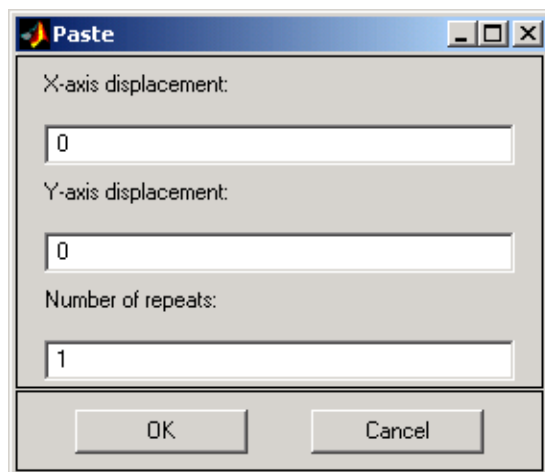 Paste
X-axis displacement:
0
Y-axis displacement:
0
Number of repeats:
1
OK Cancel